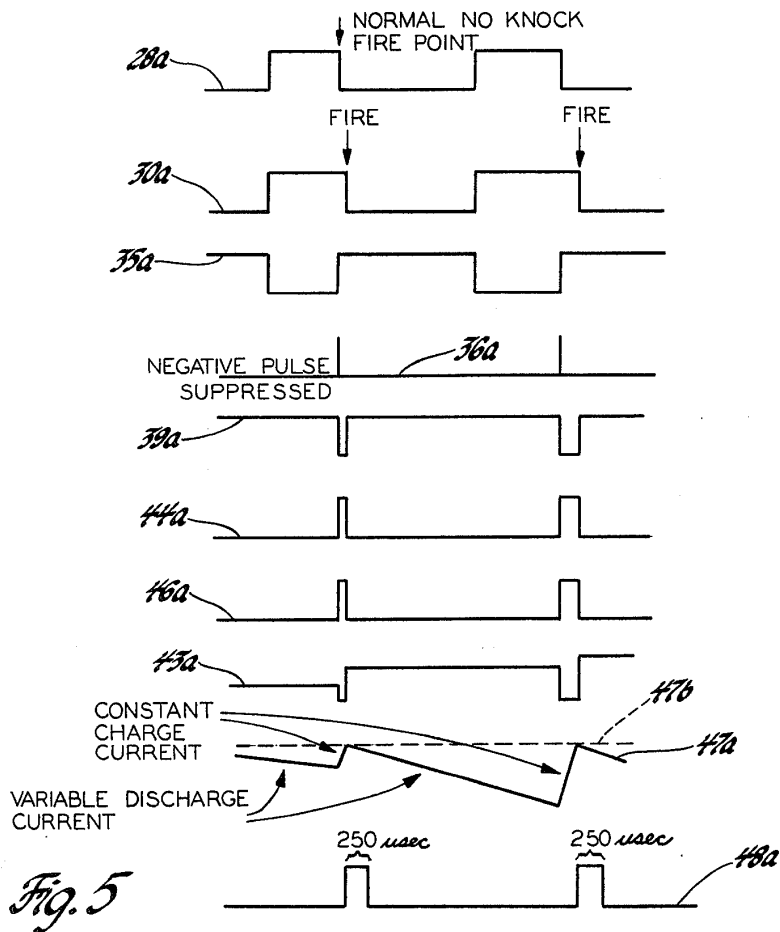 NORMAL NO KNOCK
FIRE POINT
28a
FIRE
FIRE
30a
35a
36a
NEGATIVE PULSE
SUPPRESSED
39a
44a
46a
43a
47b
CONSTANT
CHARGE
CURRENT
47a
VARIABLE DISCHARGE
CURRENT
250 usec
250 usec
48a
Fig. 5